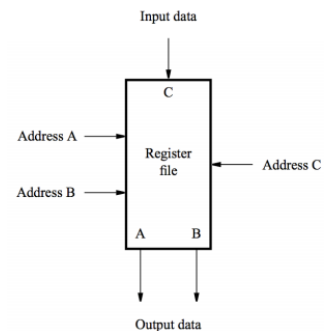 Input data
C
Address A
Register
file
Address C
Address B
A
B
Output data